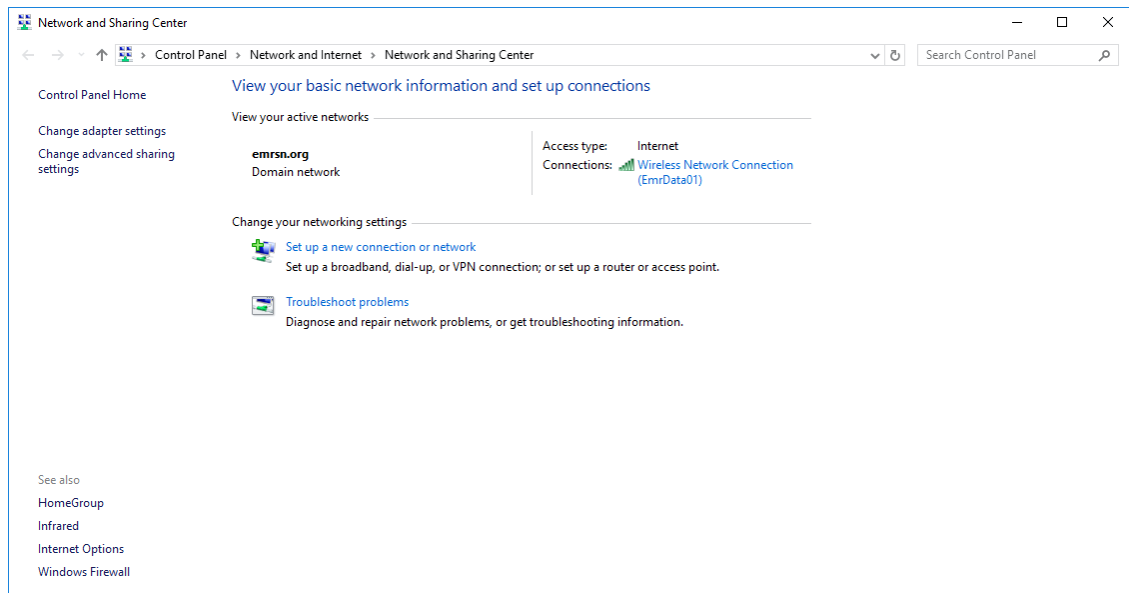 Network and Sharing Center
Control Panel > Network and Internet > Network and Sharing Center
Search Control Panel
Control Panel Home
Change adapter settings
Change advanced sharing
settings
View your basic network information and set up connections
View your active networks
emrsn.org
Domain network
Access type: Internet
Connections: Wireless Network Connection
(EmrData01)
Change your networking settings
Set up a new connection or network
Set up a broadband, dial-up, or VPN connection; or set up a router or access point.
Troubleshoot problems
Diagnose and repair network problems, or get troubleshooting information.
See also
HomeGroup
Infrared
Internet Options
Windows Firewall